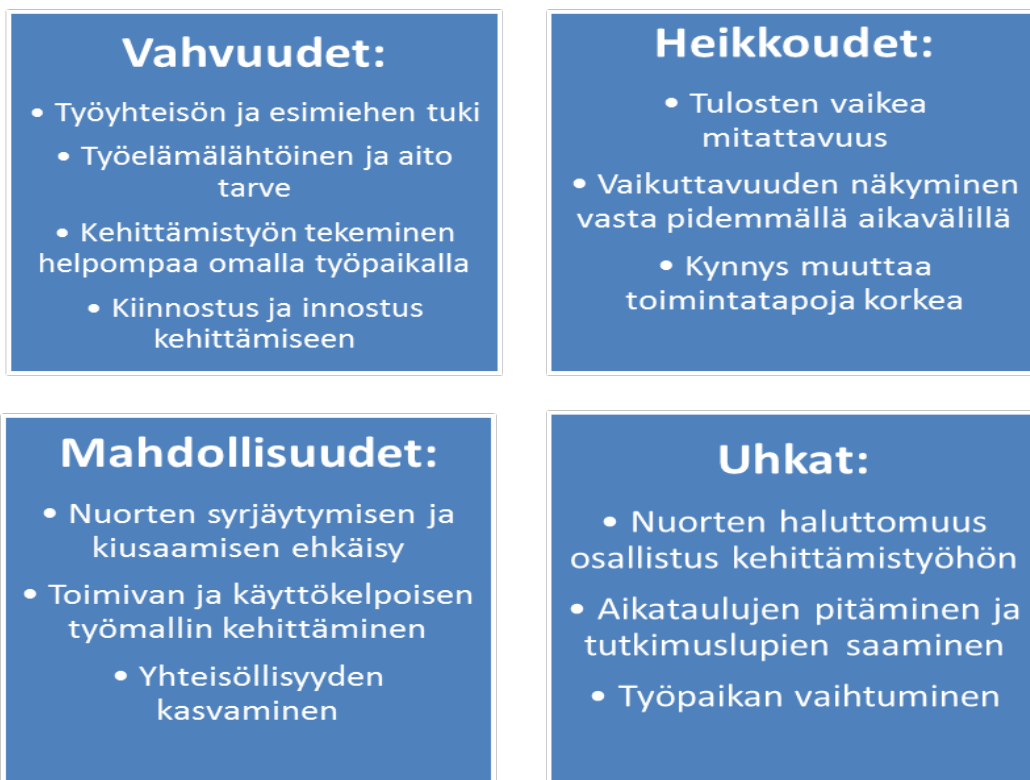 Vahvuudet:
• Työyhteisön ja esimiehen tuki
• Työelämälähtöinen ja aito
tarve
• Kehittämistyön tekeminen
helpompaa omalla työpaikalla
• Kiinnostus ja innostus
kehittämiseen
Heikkoudet:
• Tulosten vaikea
mitattavuus
• Vaikuttavuuden näkyminen
vasta pidemmällä aikavälillä
• Kynnys muuttaa
toimintatapoja korkea
Mahdollisuudet:
• Nuorten syrjäytymisen ja
kiusaamisen ehkäisy
• Toimivan ja käyttökelpoisen
työmallin kehittäminen
• Yhteisöllisyyden
kasvaminen
Uhkat:
• Nuorten haluttomuus
osallistus kehittämistyöhön
• Aikataulujen pitäminen ja
tutkimuslupien saaminen
• Työpaikan vaihtuminen